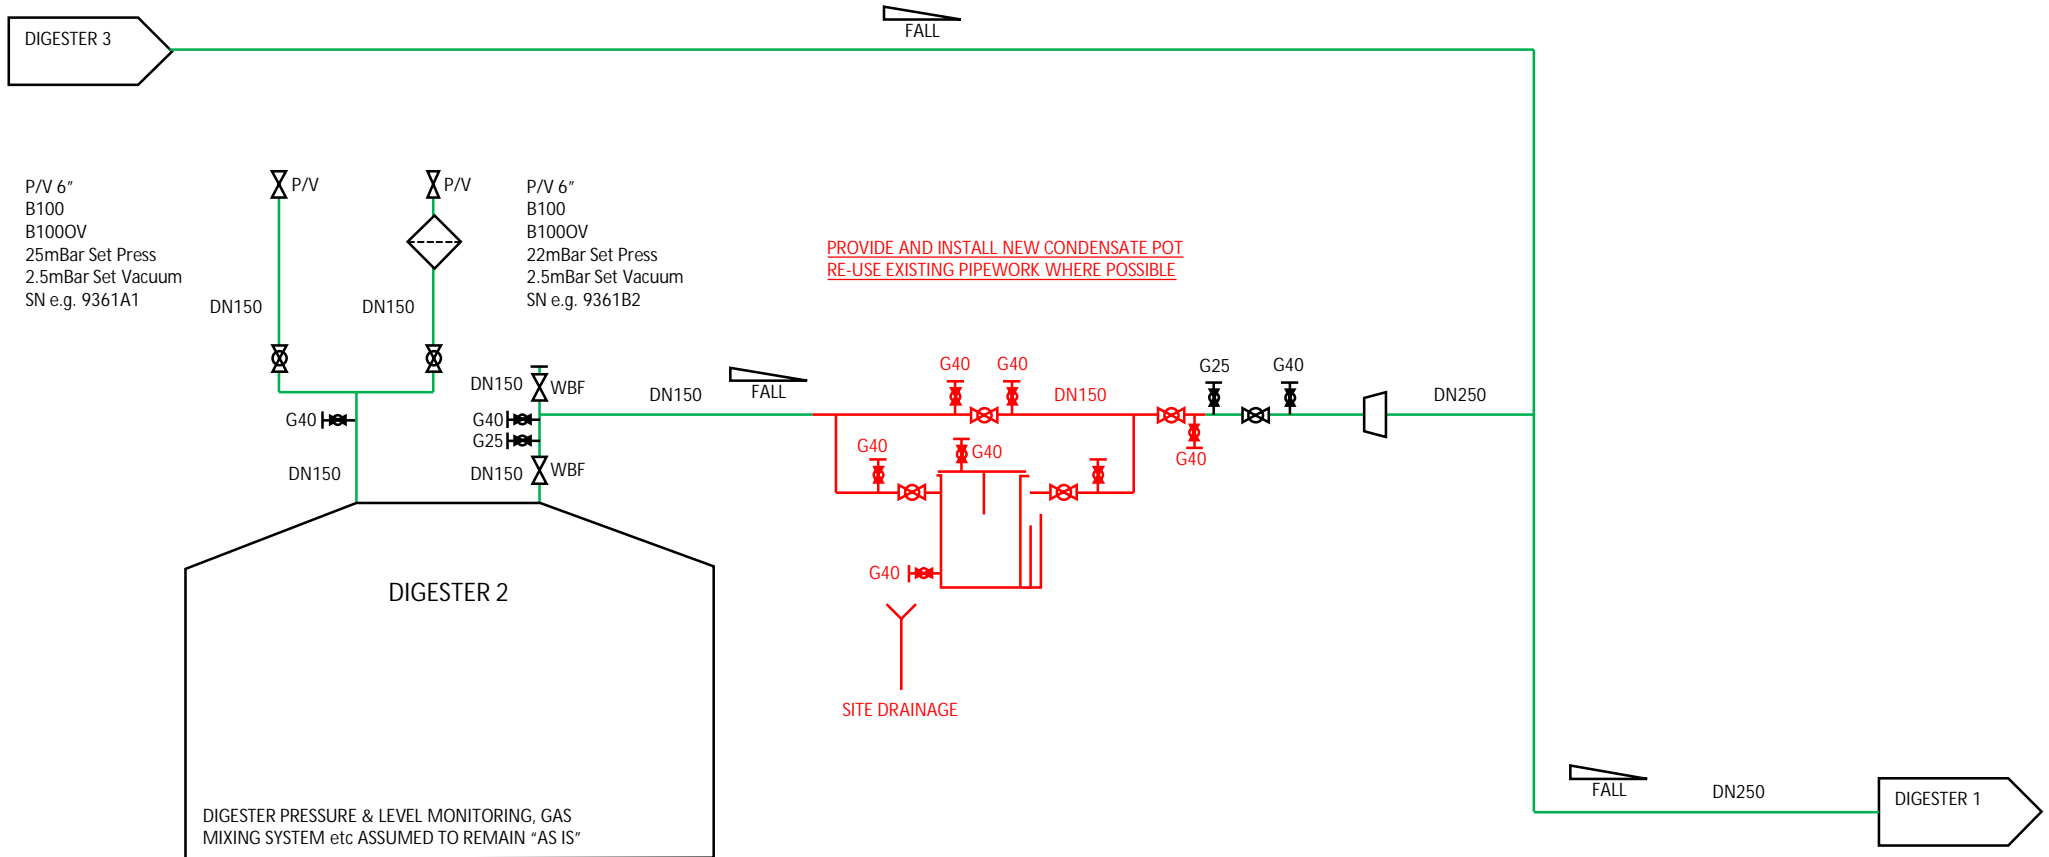 FALL
DIGESTER 3
P/V 6"
B100
B100OV
25mBar Set Press
2.5mBar Set Vacuum
SN e.g. 9361A1
P/V
P/V
P/V 6"
B100
B100OV
22mBar Set Press
2.5mBar Set Vacuum
SN e.g. 9361B2
DN150
DN150
PROVIDE AND INSTALL NEW CONDENSATE POT
RE-USE EXISTING PIPEWORK WHERE POSSIBLE
DN150
WBF
G40
G40
G25
DN150
DN150
WBF
DN150
FALL
G40
G40
DN150
G25
G40
DN250
G40
G40
G40
G40
SITE DRAINAGE
DIGESTER 2
DIGESTER PRESSURE & LEVEL MONITORING, GAS
MIXING SYSTEM etc ASSUMED TO REMAIN "AS IS"
FALL
DN250
DIGESTER 1